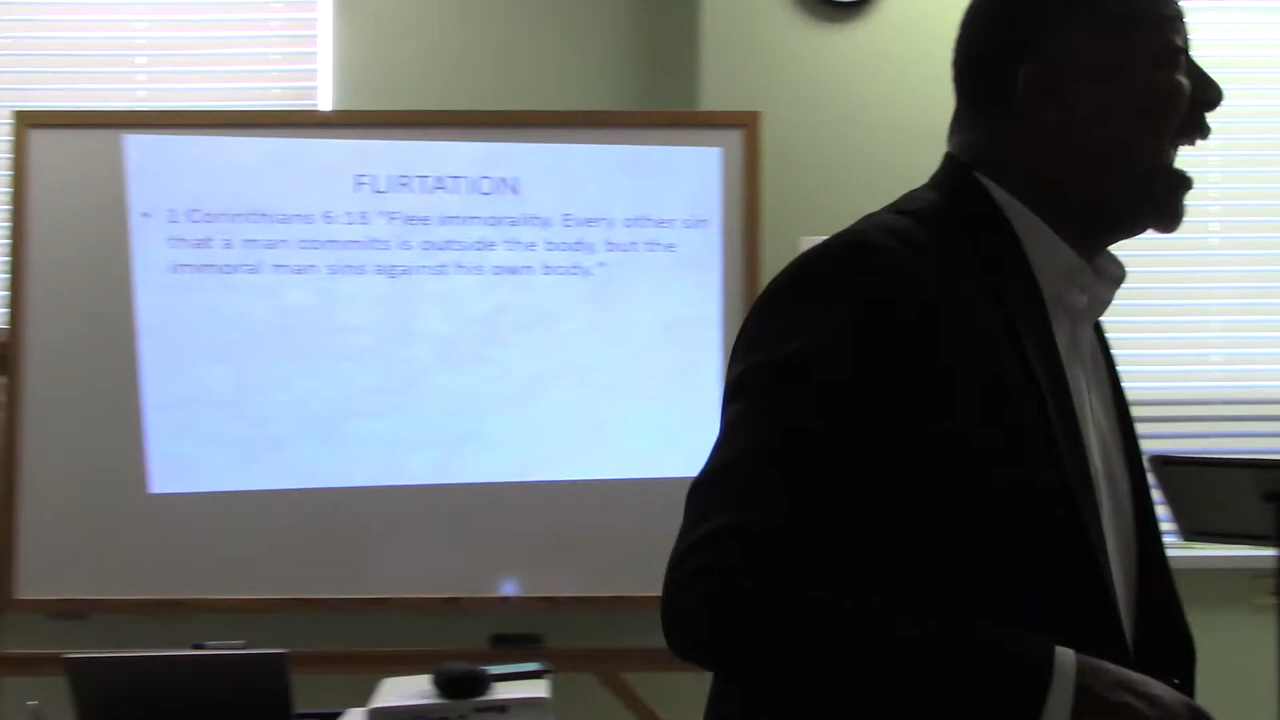 FLIRTATION
• 1 Corinthians 6:18 "Flee immorality. Every other sin
that a man commits is outside the body, but the
immoral man sins against his own body."